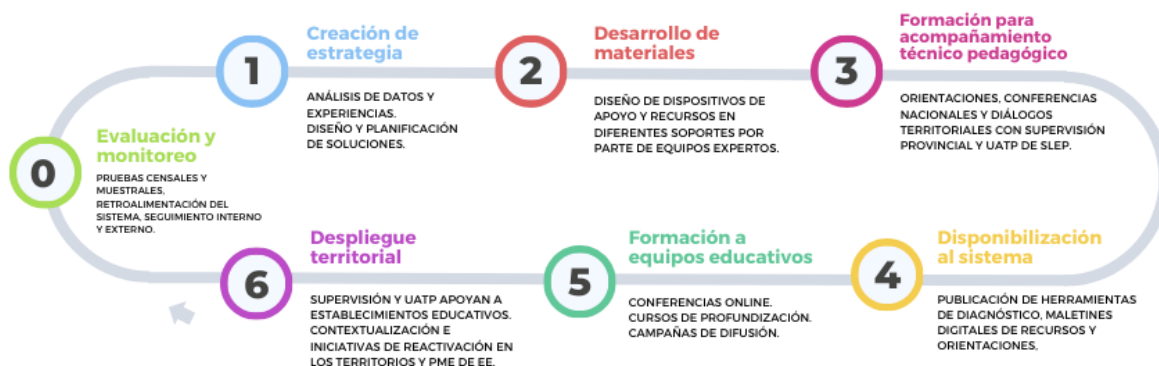 0
Evaluación y
monitoreo
PRUEBAS CENSALES Y
MUESTRALES,
RETROALIMENTACIÓN DEL
SISTEMA, SEGUIMIENTO INTERNO
Y EXTERNO.
1
Creación de
estrategia
ANÁLISIS DE DATOS Y
EXPERIENCIAS.
DISEÑO Y PLANIFICACIÓN
DE SOLUCIONES.
2
Desarrollo de
materiales
DISEÑO DE DISPOSITIVOS DE
APOYO Y RECURSOS EN
DIFERENTES SOPORTES POR
PARTE DE EQUIPOS EXPERTOS.
3
Formación para
acompañamiento
técnico pedagógico
ORIENTACIONES, CONFERENCIAS
NACIONALES Y DIÁLOGOS
TERRITORIALES CON SUPERVISIÓN
PROVINCIAL Y UATP DE SLEP.
4
Disponibilización
al sistema
PUBLICACIÓN DE HERRAMIENTAS
DE DIAGNÓSTICO, MALETINES
DIGITALES DE RECURSOS Y
ORIENTACIONES,
5
Formación a
equipos educativos
CONFERENCIAS ONLINE.
CURSOS DE PROFUNDIZACIÓN.
CAMPAÑAS DE DIFUSIÓN.
6
Despliegue
territorial
SUPERVISIÓN Y UATP APOYAN A
ESTABLECIMIENTOS EDUCATIVOS.
CONTEXTUALIZACIÓN E
INICIATIVAS DE REACTIVACIÓN EN
LOS TERRITORIOS Y PME DE EE.